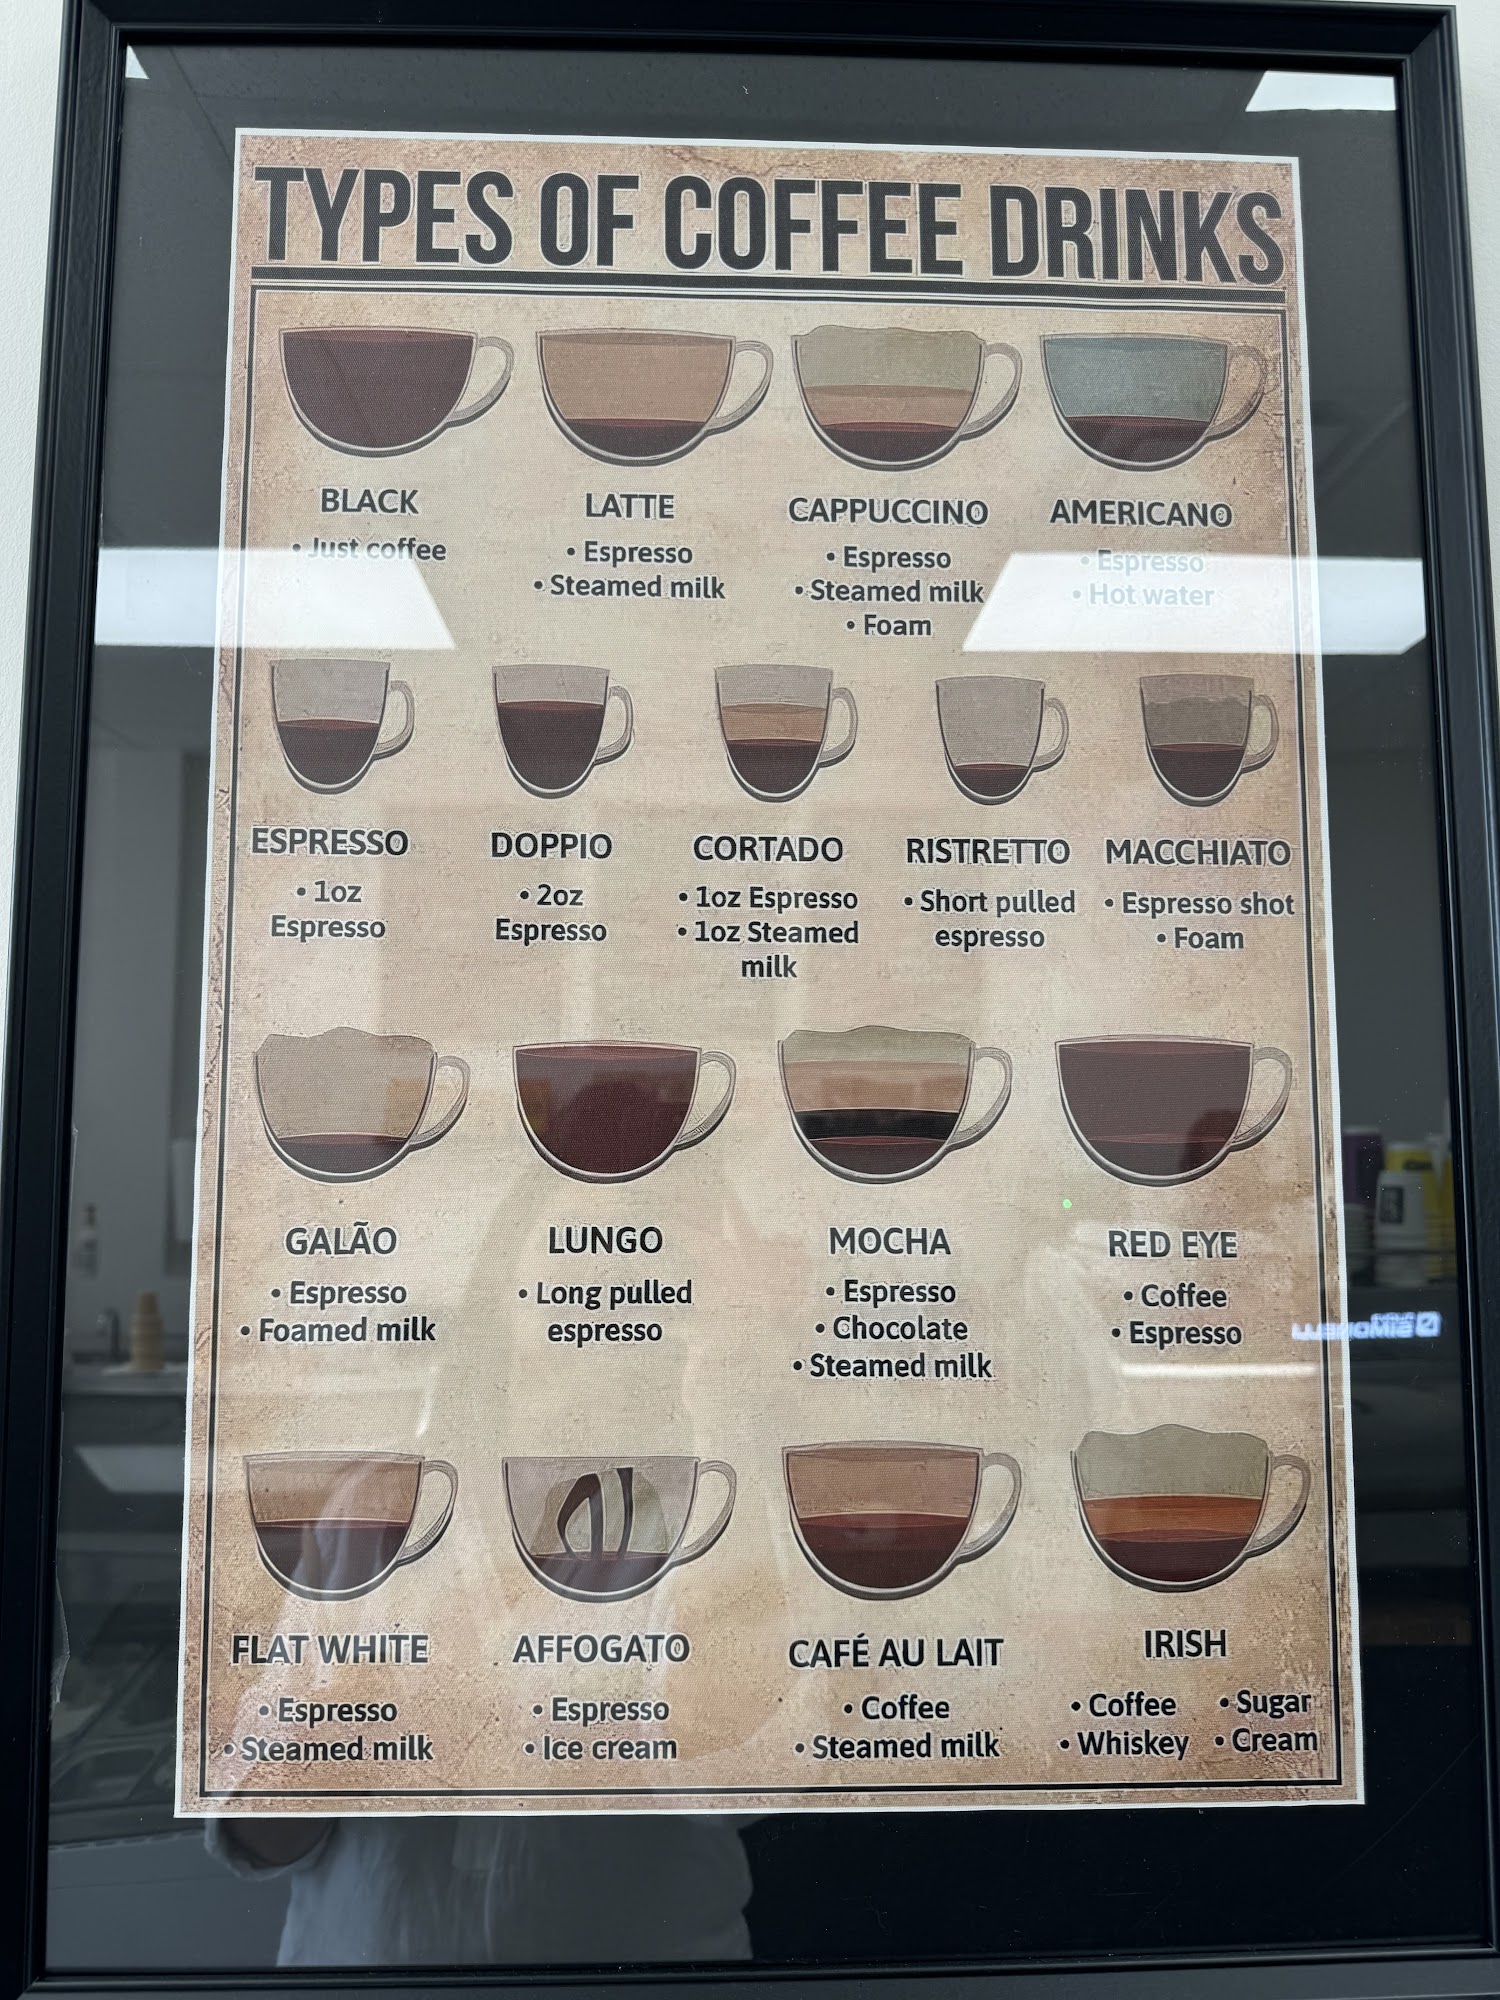 TYPES OF COFFEE DRINKS
BLACK
• Just coffee
LATTE
• Espresso
• Steamed milk
CAPPUCCINO
• Espresso
• Steamed milk
• Foam
AMERICANO
• Espresso
• Hot water
ESPRESSO
• 1oz
Espresso
DOPPIO
• 2oz
Espresso
CORTADO
• 1oz Espresso
• 1oz Steamed
milk
RISTRETTO
• Short pulled
espresso
MACCHIATO
• Espresso shot
• Foam
GALÃO
• Espresso
• Foamed milk
LUNGO
• Long pulled
espresso
MOCHA
• Espresso
• Chocolate
• Steamed milk
RED EYE
• Coffee
• Espresso
FLAT WHITE
• Espresso
• Steamed milk
AFFOGATO
• Espresso
• Ice cream
CAFÉ AU LAIT
• Coffee
• Steamed milk
IRISH
• Coffee • Sugar
• Whiskey • Cream